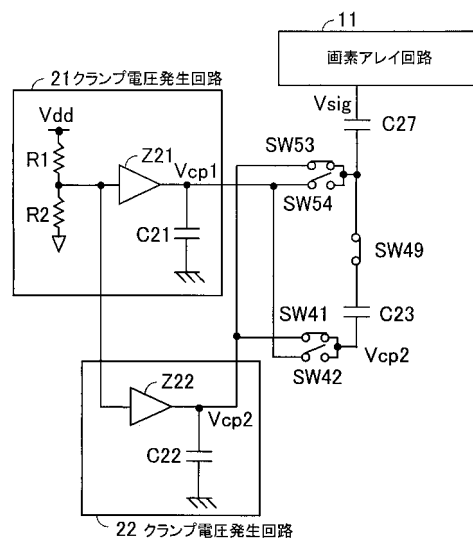 11
画素アレイ回路
21クランプ電圧発生回路
Vsig
Vdd
C27
SW53
Z21
R1
Vcp1
R2
SW54
C21
SW49
SW41
C23
SW42
Vcp2
Z22
Vcp2
C22
22 クランプ電圧発生回路